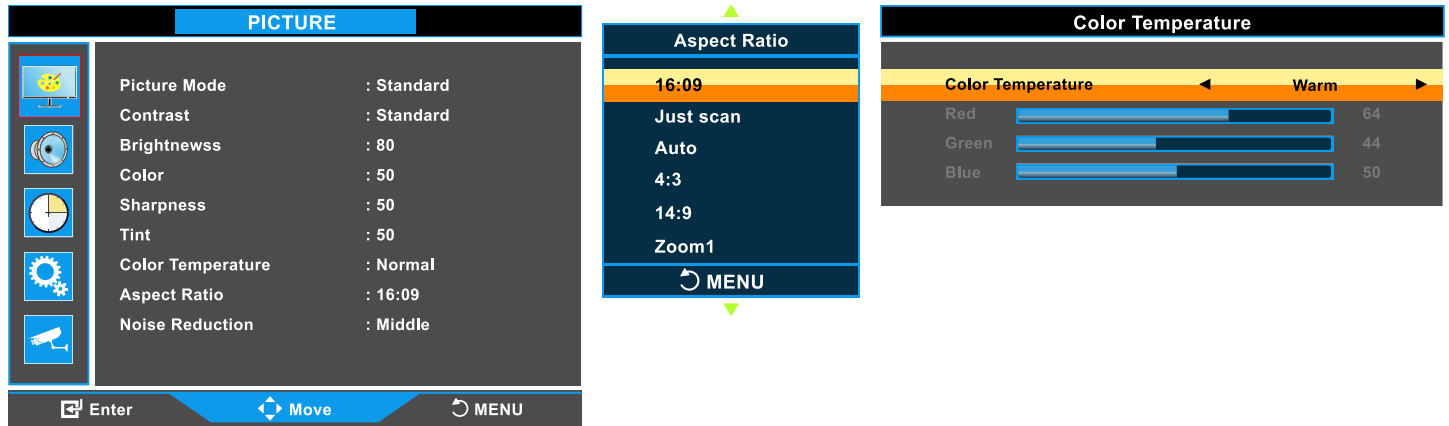 PICTURE
Picture Mode : Standard
Contrast : Standard
Brightnewss : 80
Color : 50
Sharpness : 50
Tint : 50
Color Temperature : Normal
Aspect Ratio : 16:09
Noise Reduction : Middle
Enter Move MENU
Aspect Ratio
16:09
Just scan
Auto
4:3
14:9
Zoom1
MENU
Color Temperature
Color Temperature Warm
Red 64
Green 44
Blue 50